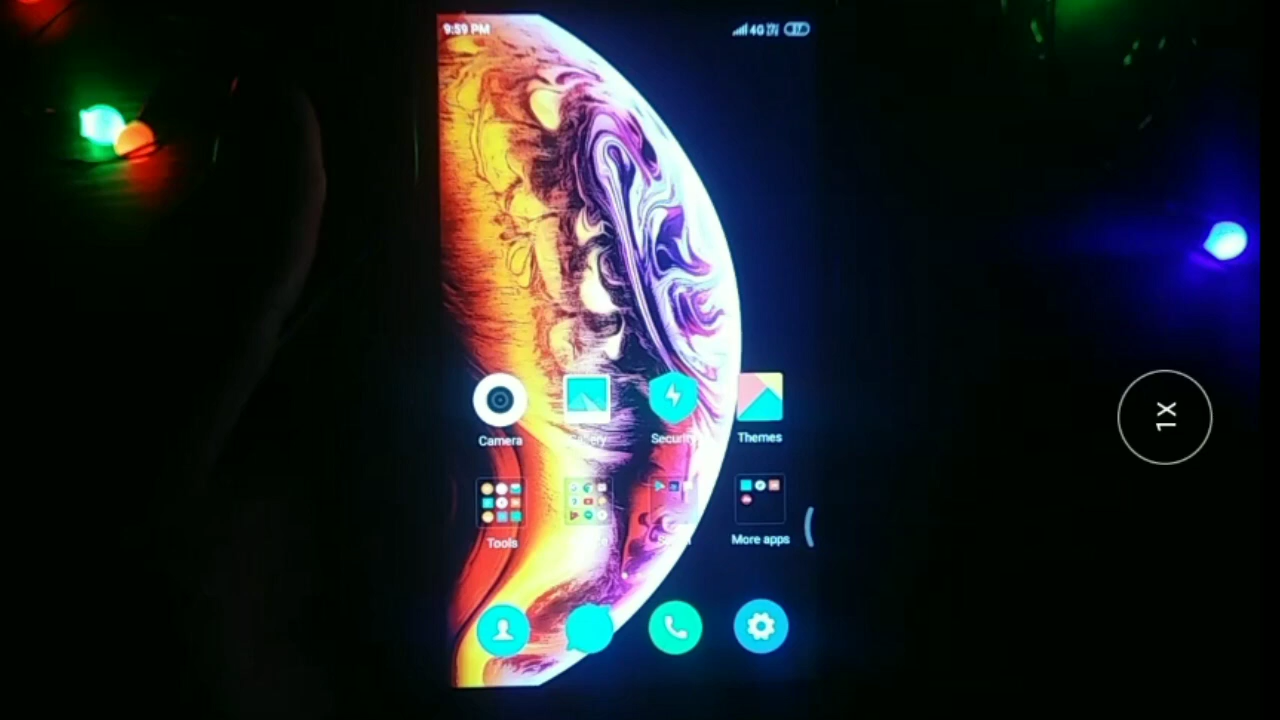 9:59 PM
4G
Camera
Security
Themes
Tools
More apps
1X